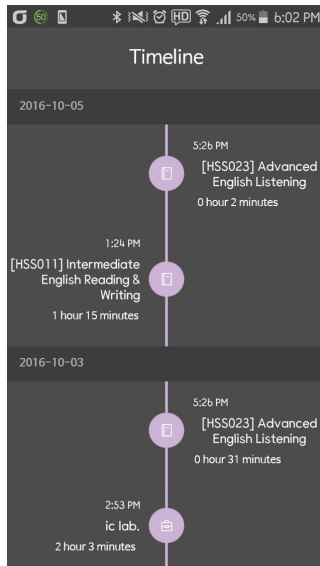 50 HD 50% 6:02 PM
Timeline
2016-10-05
5:26 PM
[HSS023] Advanced
English Listening
0 hour 2 minutes
1:24 PM
[HSS011] Intermediate
English Reading &
Writing
1 hour 15 minutes
2016-10-03
5:26 PM
[HSS023] Advanced
English Listening
0 hour 31 minutes
2:53 PM
ic lab.
2 hour 3 minutes